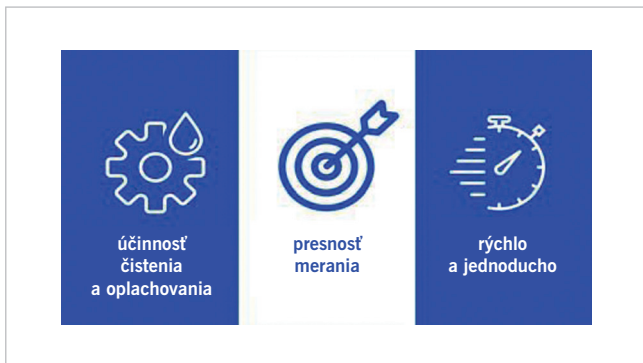 účinnosť
čistenia
a oplachovania
presnosť
merania
rýchlo
a jednoducho